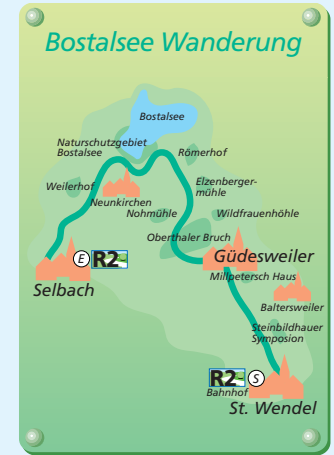 Bostalsee Wanderung
Bostalsee
Naturschutzgebiet
Bostalsee
Römerhof
Weilerhof
Elzenberger-
mühle
Neunkirchen
Nohmühle
Wildfrauenhöhle
Oberthaler Bruch
Güdesweiler
E R2
Millpetersch Haus
Selbach
Baltersweiler
Steinbildhauer
Symposion
R2 S
Bahnhof
St. Wendel